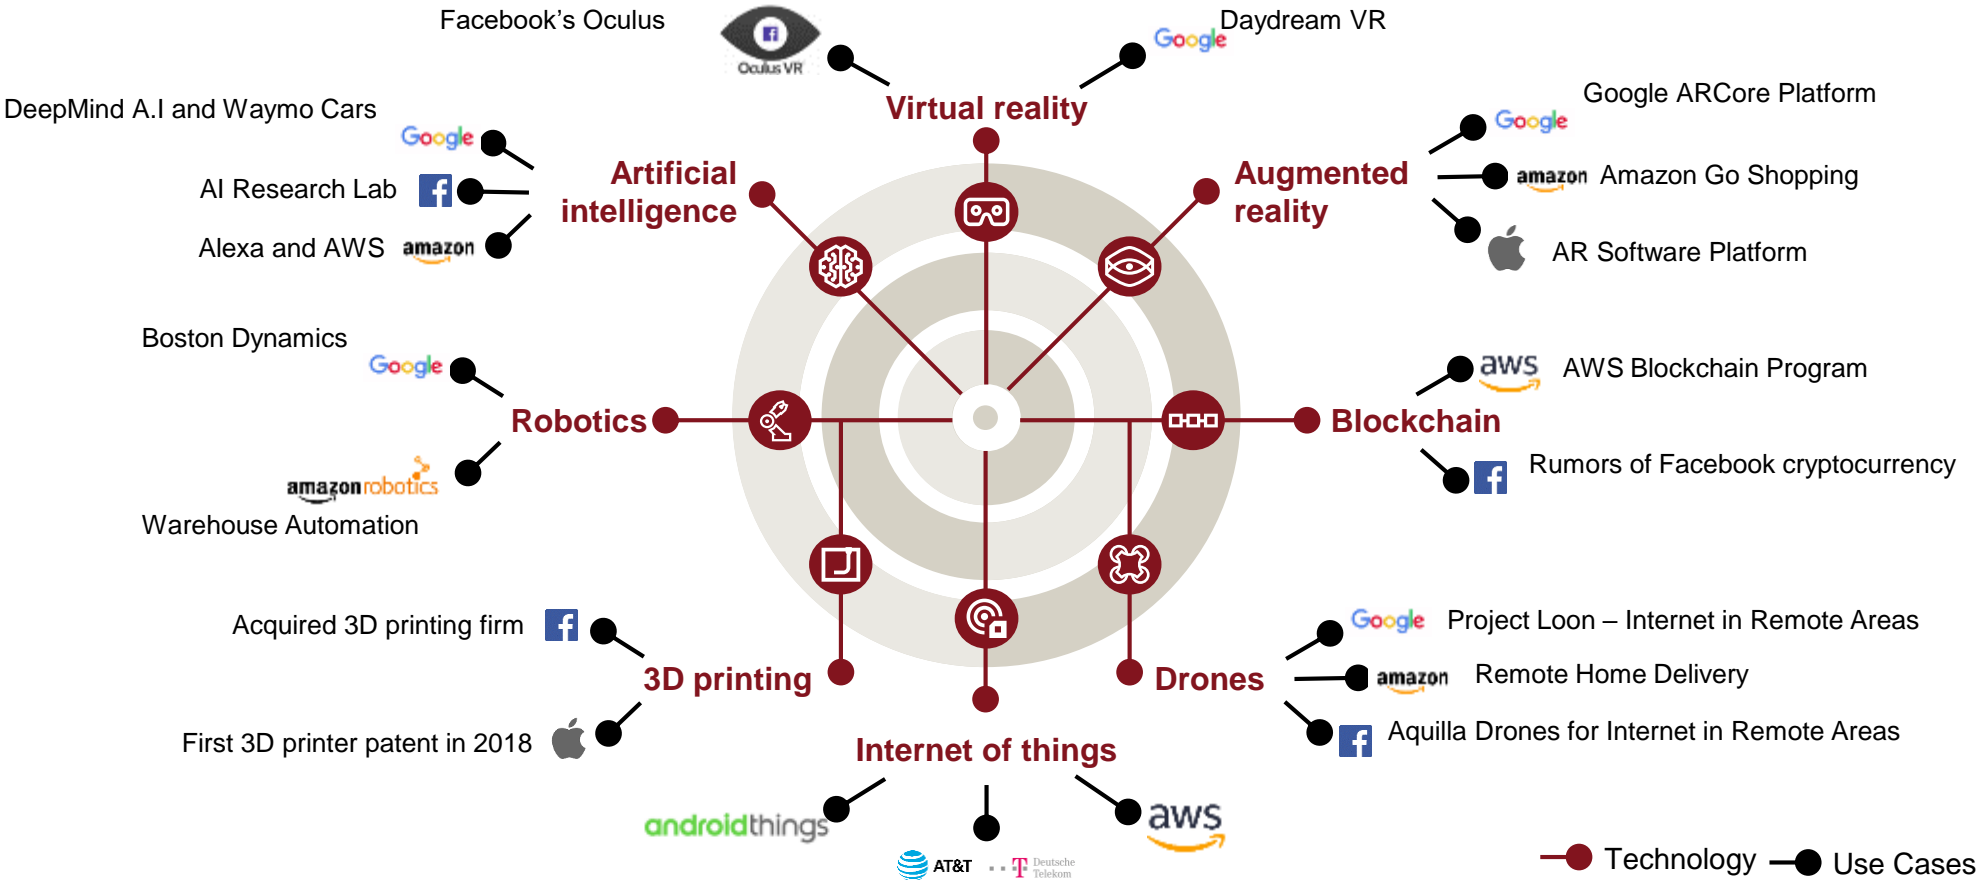 Facebook's Oculus
Oculus VR
Google
Daydream VR
Virtual reality
DeepMind A.I and Waymo Cars
Google
AI Research Lab
Alexa and AWS
amazon
Artificial
intelligence
Google ARCore Platform
Google
amazon
Amazon Go Shopping
AR Software Platform
Augmented
reality
Boston Dynamics
Google
Robotics
amazonrobotics
Warehouse Automation
aws
AWS Blockchain Program
Blockchain
Rumors of Facebook cryptocurrency
Acquired 3D printing firm
3D printing
First 3D printer patent in 2018
Google
Project Loon – Internet in Remote Areas
Drones
amazon
Remote Home Delivery
Aquilla Drones for Internet in Remote Areas
Internet of things
androidthings
AT&T
T
Deutsche
Telekom
aws
Technology
Use Cases